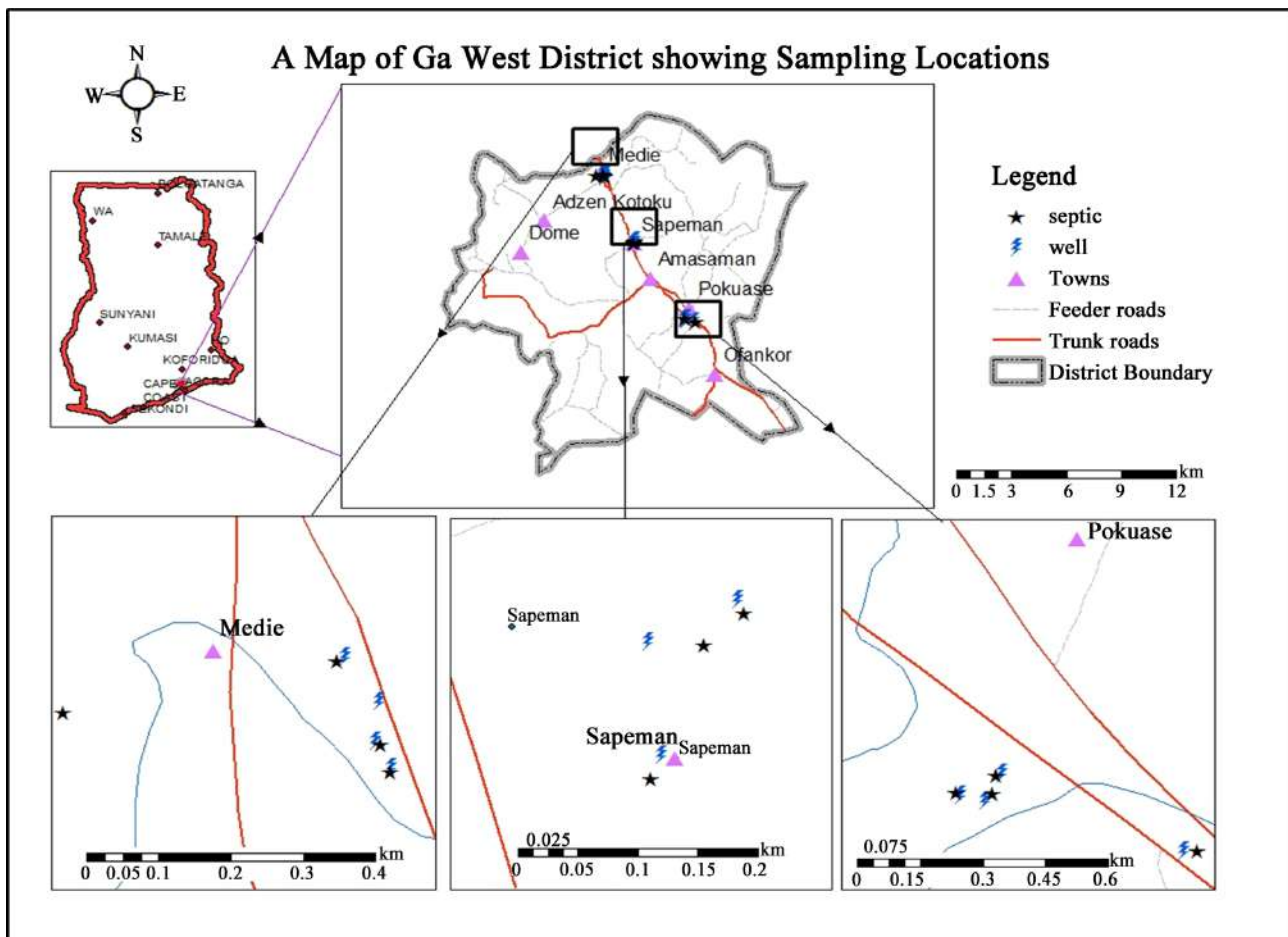 A Map of Ga West District showing Sampling Locations
N
W E
S
WA
TAMALE
SUNYANI
KUMASI
CAPE
COAST
Medie
Adzen Kotoku
Dome
Sapeman
Amasaman
Pokuase
Ofankor
Legend
septic
well
Towns
Feeder roads
Trunk roads
District Boundary
km
0 1.5 3 6 9 12
Medie
km
0 0.05 0.1 0.2 0.3 0.4
Sapeman
Sapeman Sapeman
0.025 km
0 0.05 0.1 0.15 0.2
Pokuase
0.075 km
0 0.15 0.3 0.45 0.6